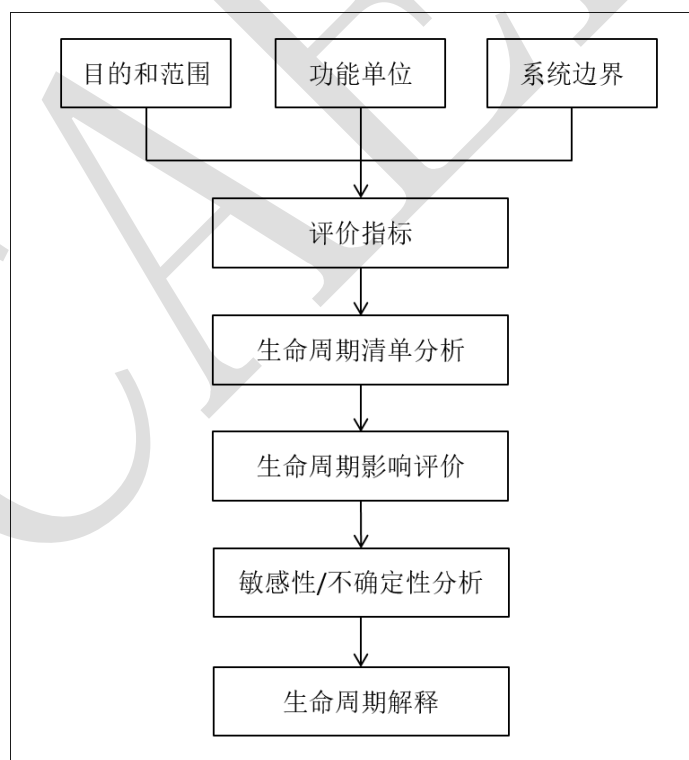 目的和范围
功能单位
系统边界
评价指标
生命周期清单分析
生命周期影响评价
敏感性/不确定性分析
生命周期解释